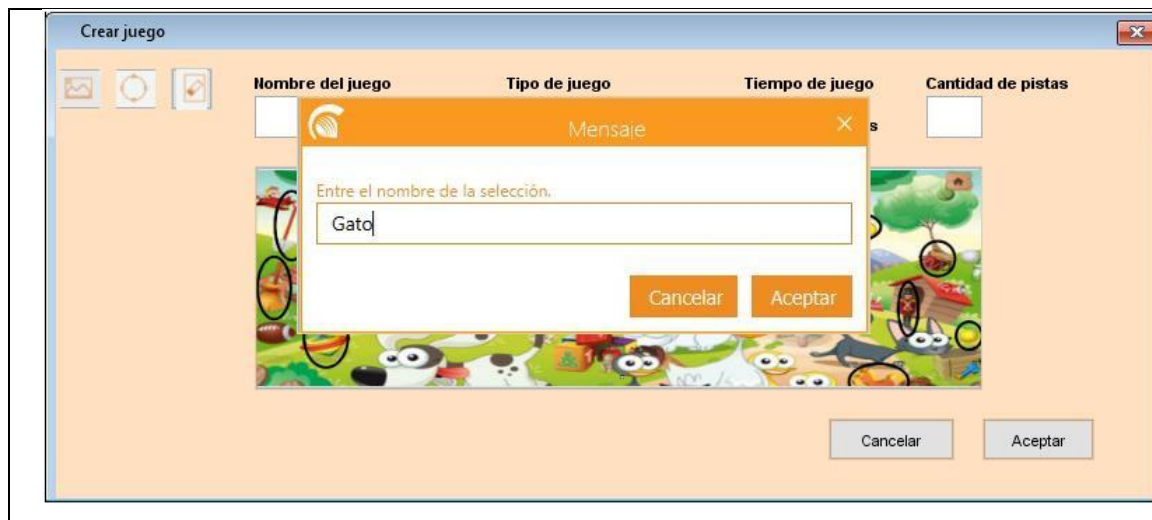 Crear juego
Nombre del juego Tipo de juego Tiempo de juego Cantidad de pistas
Mensaje
s
Entre el nombre de la selección.
Gato
Cancelar Aceptar
Cancelar Aceptar